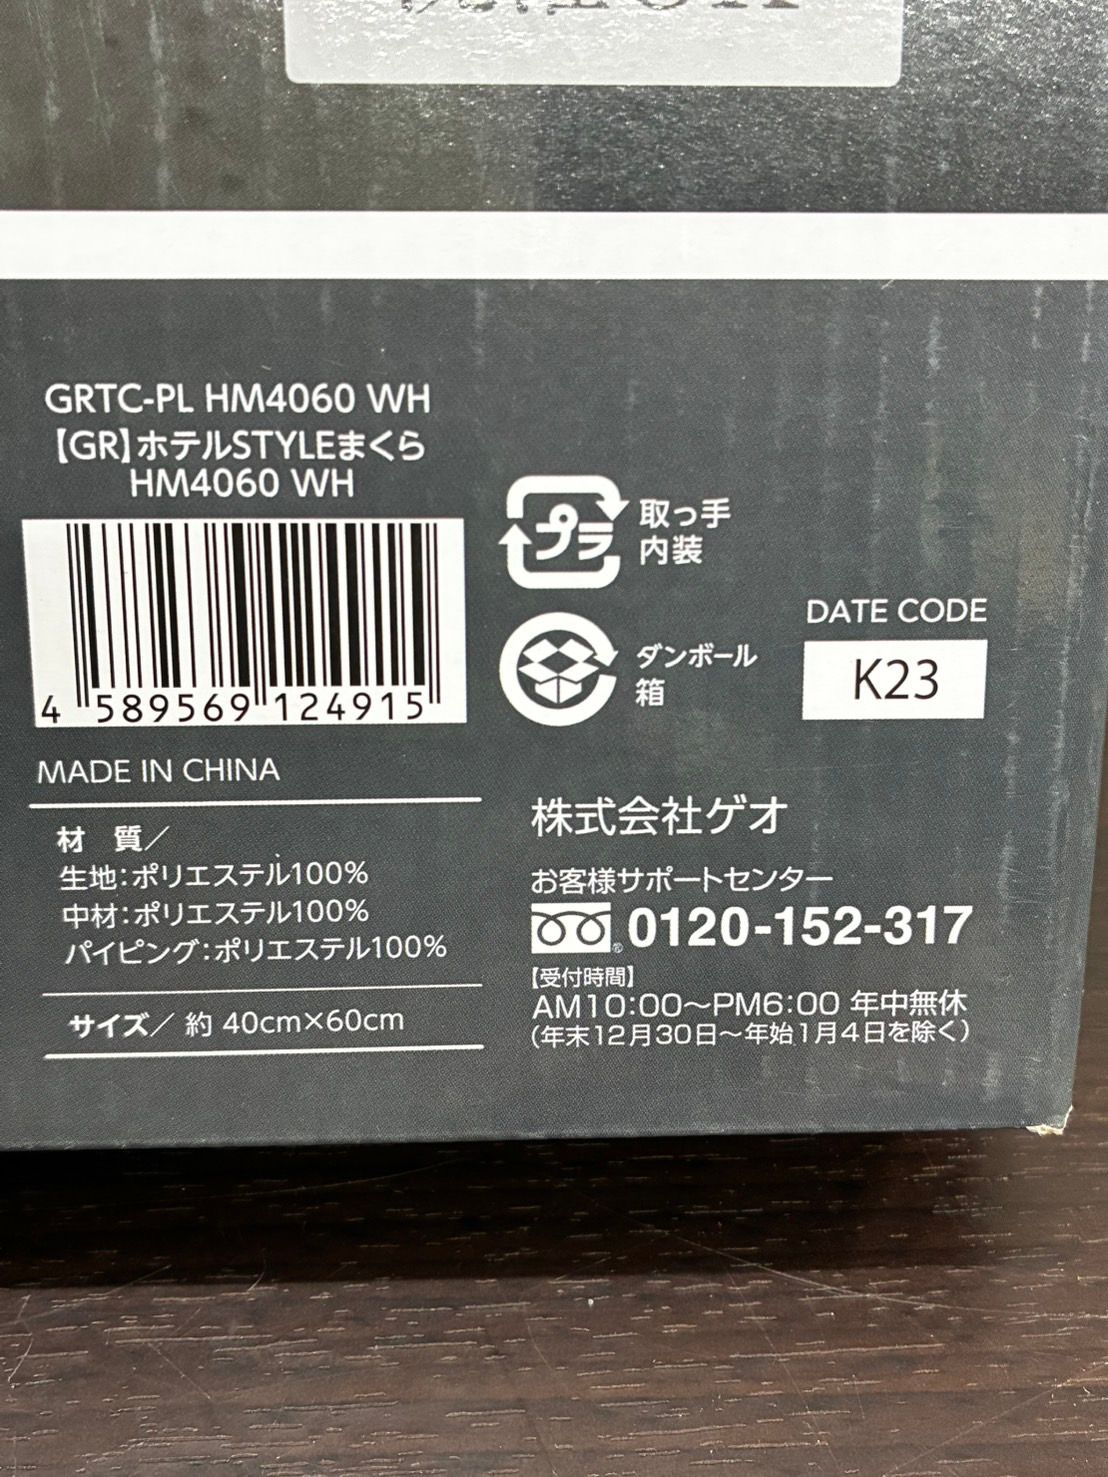 GRTC-PL HM4060 WH
【GR】ホテルSTYLEまくら
HM4060 WH
4 589569 124915
MADE IN CHINA
材 質／
生地:ポリエステル100%
中材:ポリエステル100%
パイピング:ポリエステル100%
サイズ／ 約 40cm×60cm
プラ
取っ手
内装
ダンボール
箱
DATE CODE
K23
株式会社ゲオ
お客様サポートセンター
0120-152-317
【受付時間】
AM10:00〜PM6:00 年中無休
(年末12月30日〜年始1月4日を除く)